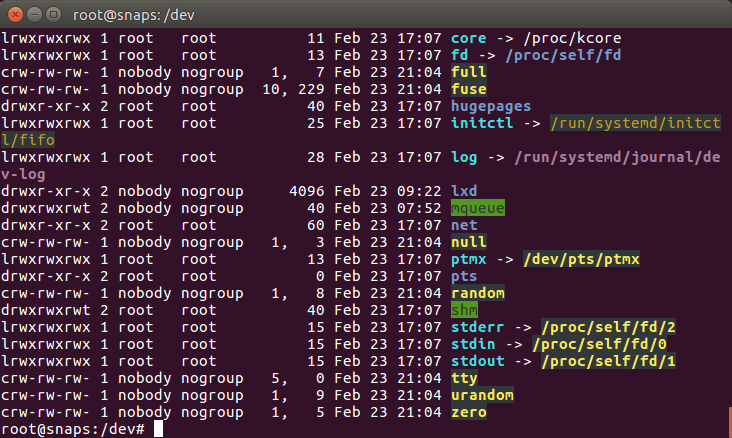 root@snaps: /dev
lrwxrwxrwx 1 root   root          11 Feb 23 17:07 core -> /proc/kcore
lrwxrwxrwx 1 root   root          13 Feb 23 17:07 fd -> /proc/self/fd
crw-rw-rw- 1 nobody nogroup   1,   7 Feb 23 21:04 full
crw-rw-rw- 1 nobody nogroup  10, 229 Feb 23 21:04 fuse
drwxr-xr-x 2 root   root          40 Feb 23 17:07 hugepages
lrwxrwxrwx 1 root   root          25 Feb 23 17:07 initctl -> /run/systemd/initct
l/fifo
lrwxrwxrwx 1 root   root          28 Feb 23 17:07 log -> /run/systemd/journal/de
v-log
drwxr-xr-x 2 nobody nogroup     4096 Feb 23 09:22 lxd
drwxrwxrwt 2 nobody nogroup       40 Feb 23 07:52 mqueue
drwxr-xr-x 2 root   root          60 Feb 23 17:07 net
crw-rw-rw- 1 nobody nogroup   1,   3 Feb 23 21:04 null
lrwxrwxrwx 1 root   root          13 Feb 23 17:07 ptmx -> /dev/pts/ptmx
drwxr-xr-x 2 root   root           0 Feb 23 17:07 pts
crw-rw-rw- 1 nobody nogroup   1,   8 Feb 23 21:04 random
drwxrwxrwt 2 root   root          40 Feb 23 17:07 shm
lrwxrwxrwx 1 root   root          15 Feb 23 17:07 stderr -> /proc/self/fd/2
lrwxrwxrwx 1 root   root          15 Feb 23 17:07 stdin -> /proc/self/fd/0
lrwxrwxrwx 1 root   root          15 Feb 23 17:07 stdout -> /proc/self/fd/1
crw-rw-rw- 1 nobody nogroup   5,   0 Feb 23 21:04 tty
crw-rw-rw- 1 nobody nogroup   1,   9 Feb 23 21:04 urandom
crw-rw-rw- 1 nobody nogroup   1,   5 Feb 23 21:04 zero
root@snaps:/dev#